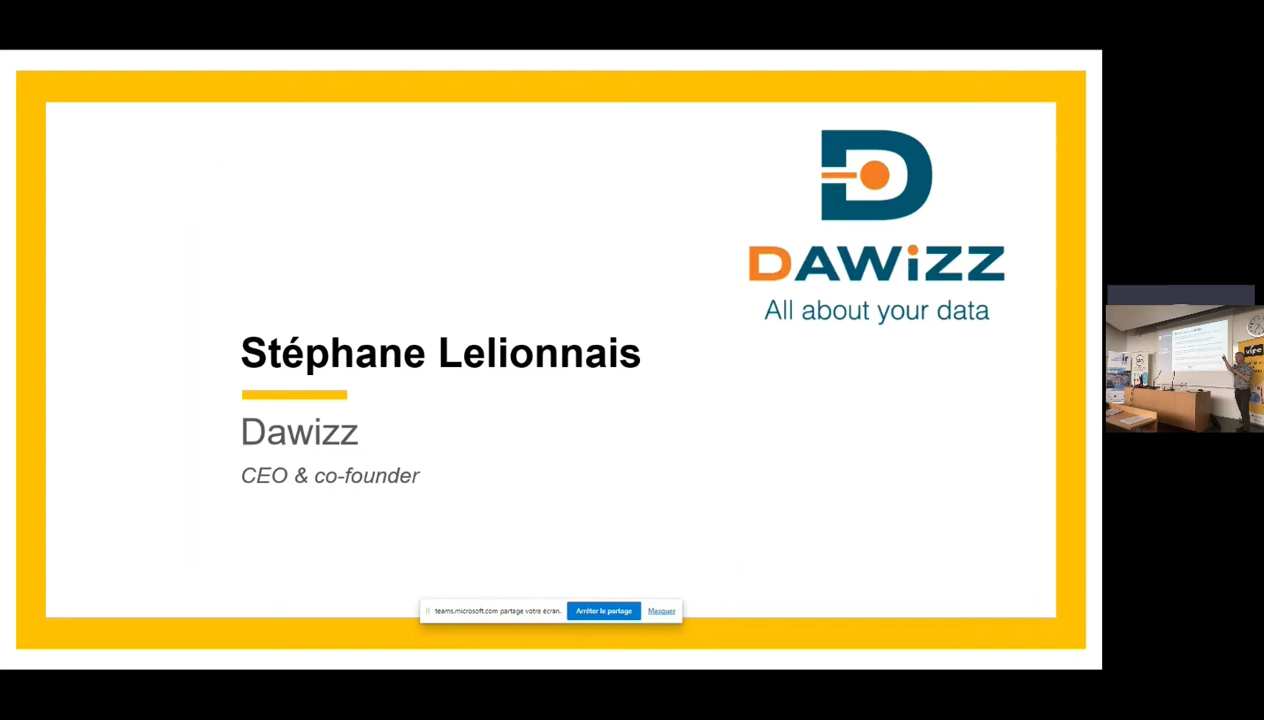 DAWiZZ
All about your data
Stéphane Lelionnais
Dawizz
CEO & co-founder
teams.microsoft.com partage votre écran.
Arrêter le partage
Masquer